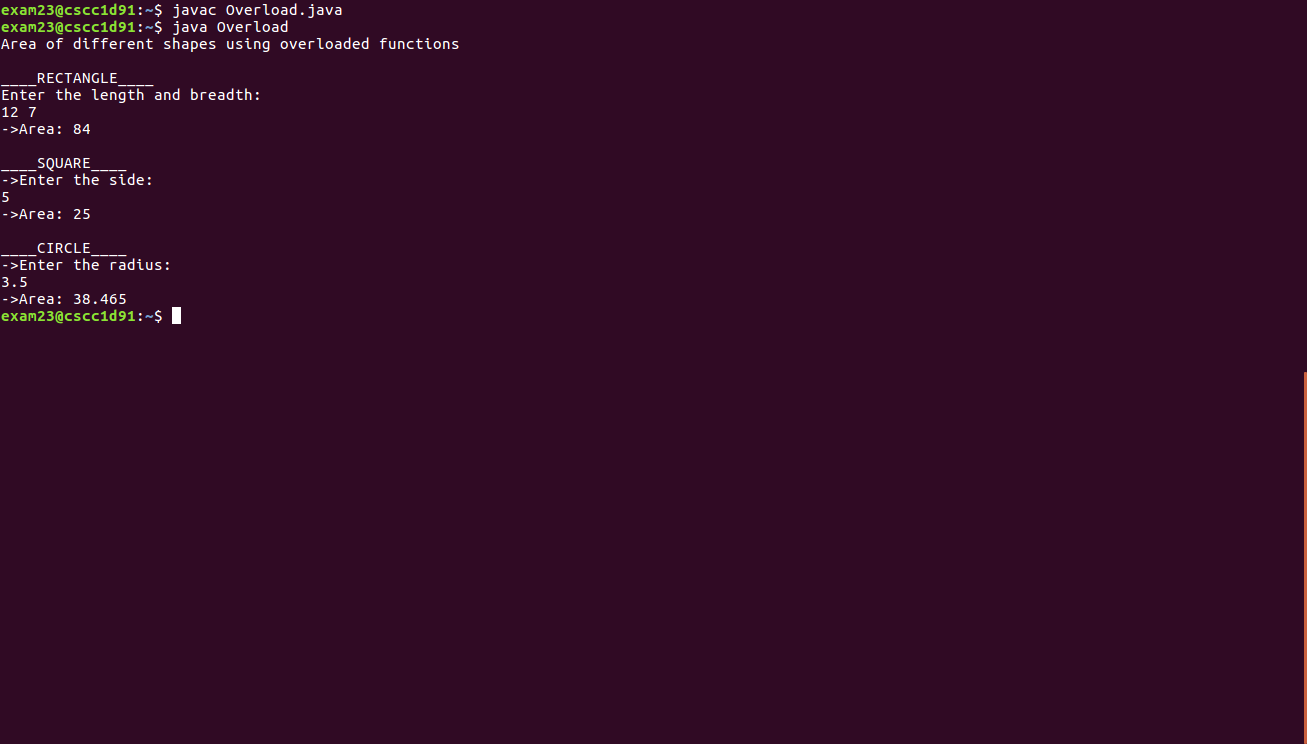 exam23@cscc1d91:~$ javac Overload.java
exam23@cscc1d91:~$ java Overload
Area of different shapes using overloaded functions
____RECTANGLE____
Enter the length and breadth:
12 7
->Area: 84
____SQUARE____
->Enter the side:
5
->Area: 25
____CIRCLE____
->Enter the radius:
3.5
->Area: 38.465
exam23@cscc1d91:~$